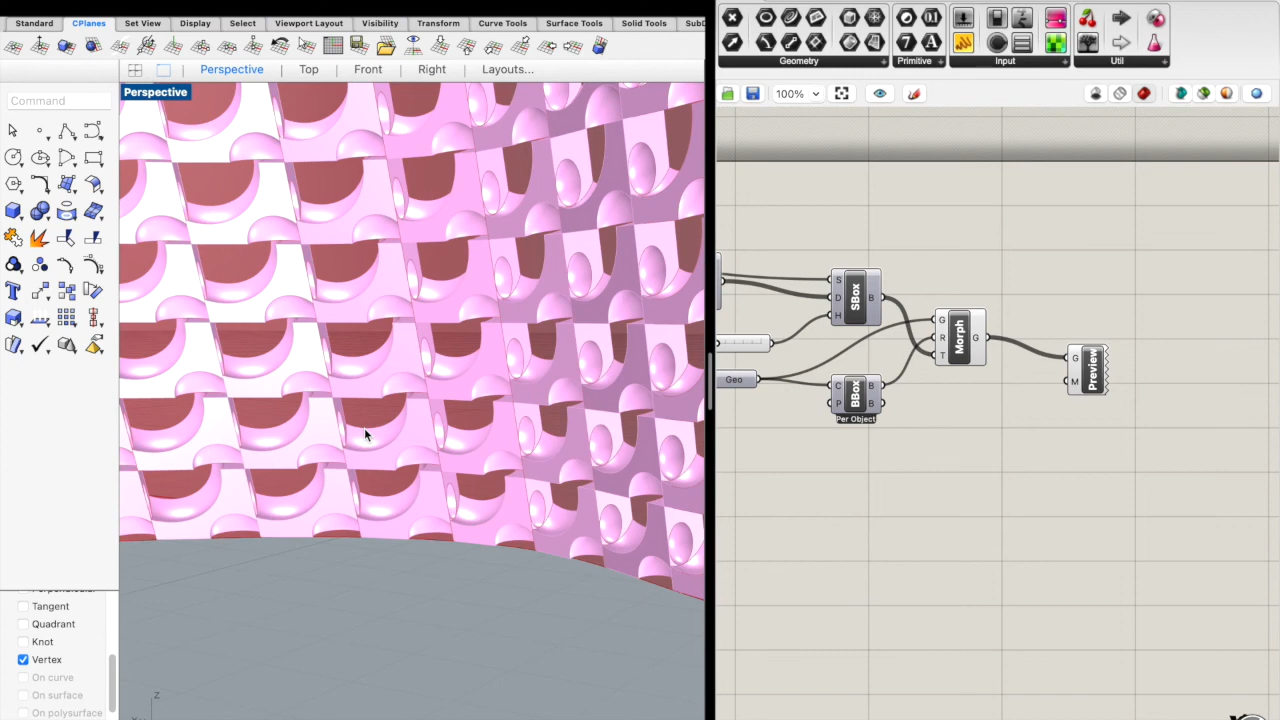 Standard CPlanes Set View Display Select Viewport Layout Visibility Transform Curve Tools Surface Tools Solid Tools SubD
Geometry Primitive Input Util
Perspective Top Front Right Layouts...
Perspective
100%
Command
S
D
H
SBox
B
G
R
T
Morph
G
G
M
Preview
Geo
C
P
BBox
B
B
Per Object
Perpendicular
Tangent
Quadrant
Knot
Vertex
On curve
On surface
On polysurface
Z